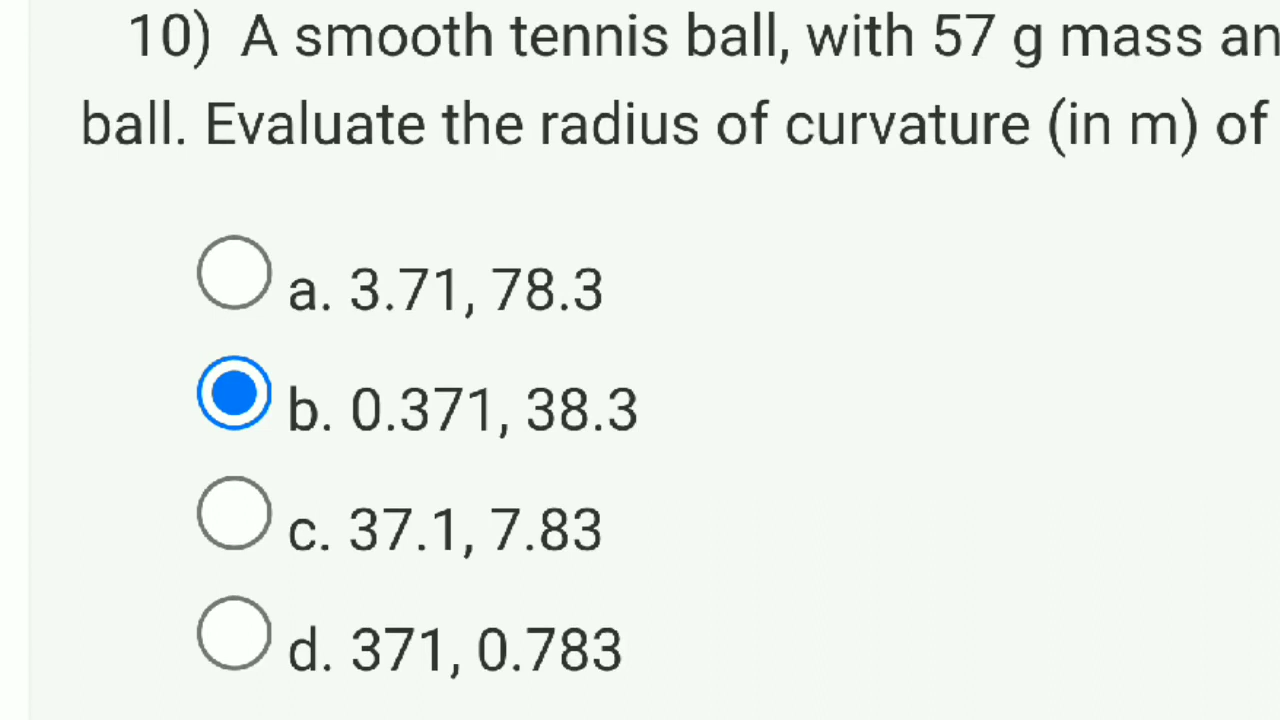 10) A smooth tennis ball, with 57 g mass an
ball. Evaluate the radius of curvature (in m) of
a. 3.71, 78.3
b. 0.371, 38.3
c. 37.1, 7.83
d. 371, 0.783